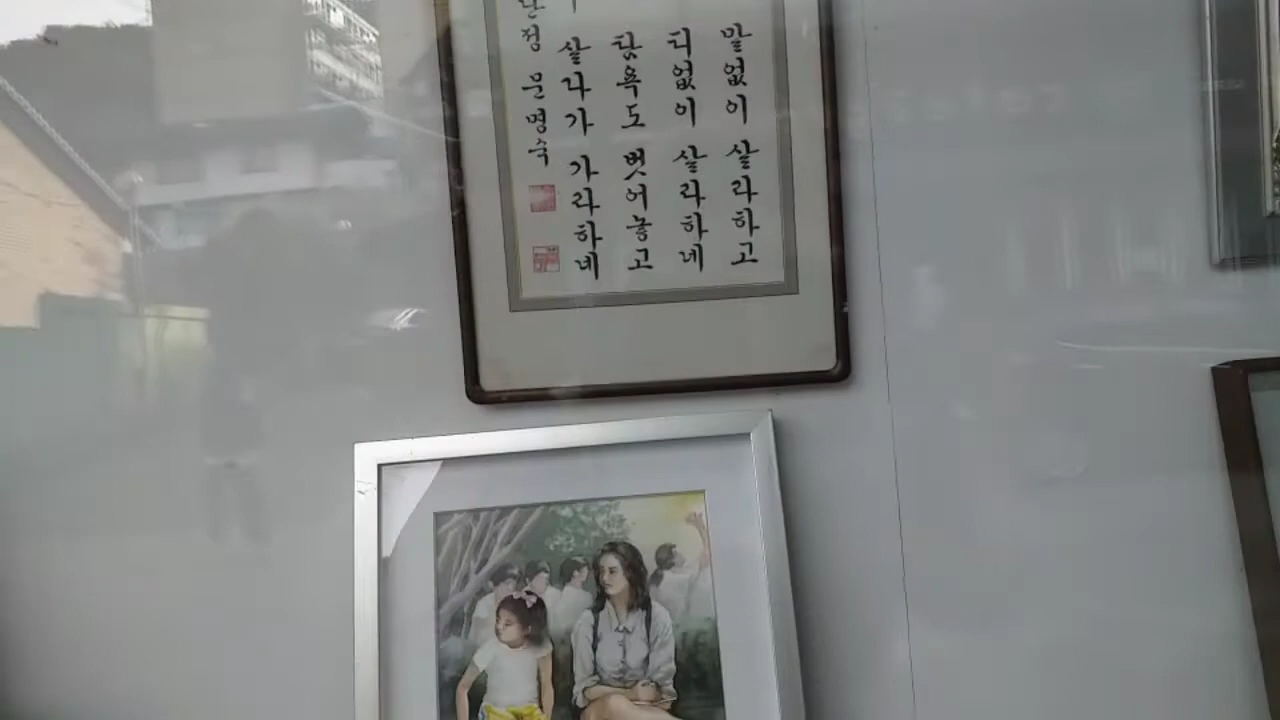 말없이 살라하고
티없이 살라하네
탐욕도 벗어놓고
살다가 가라하네
정 문명숙